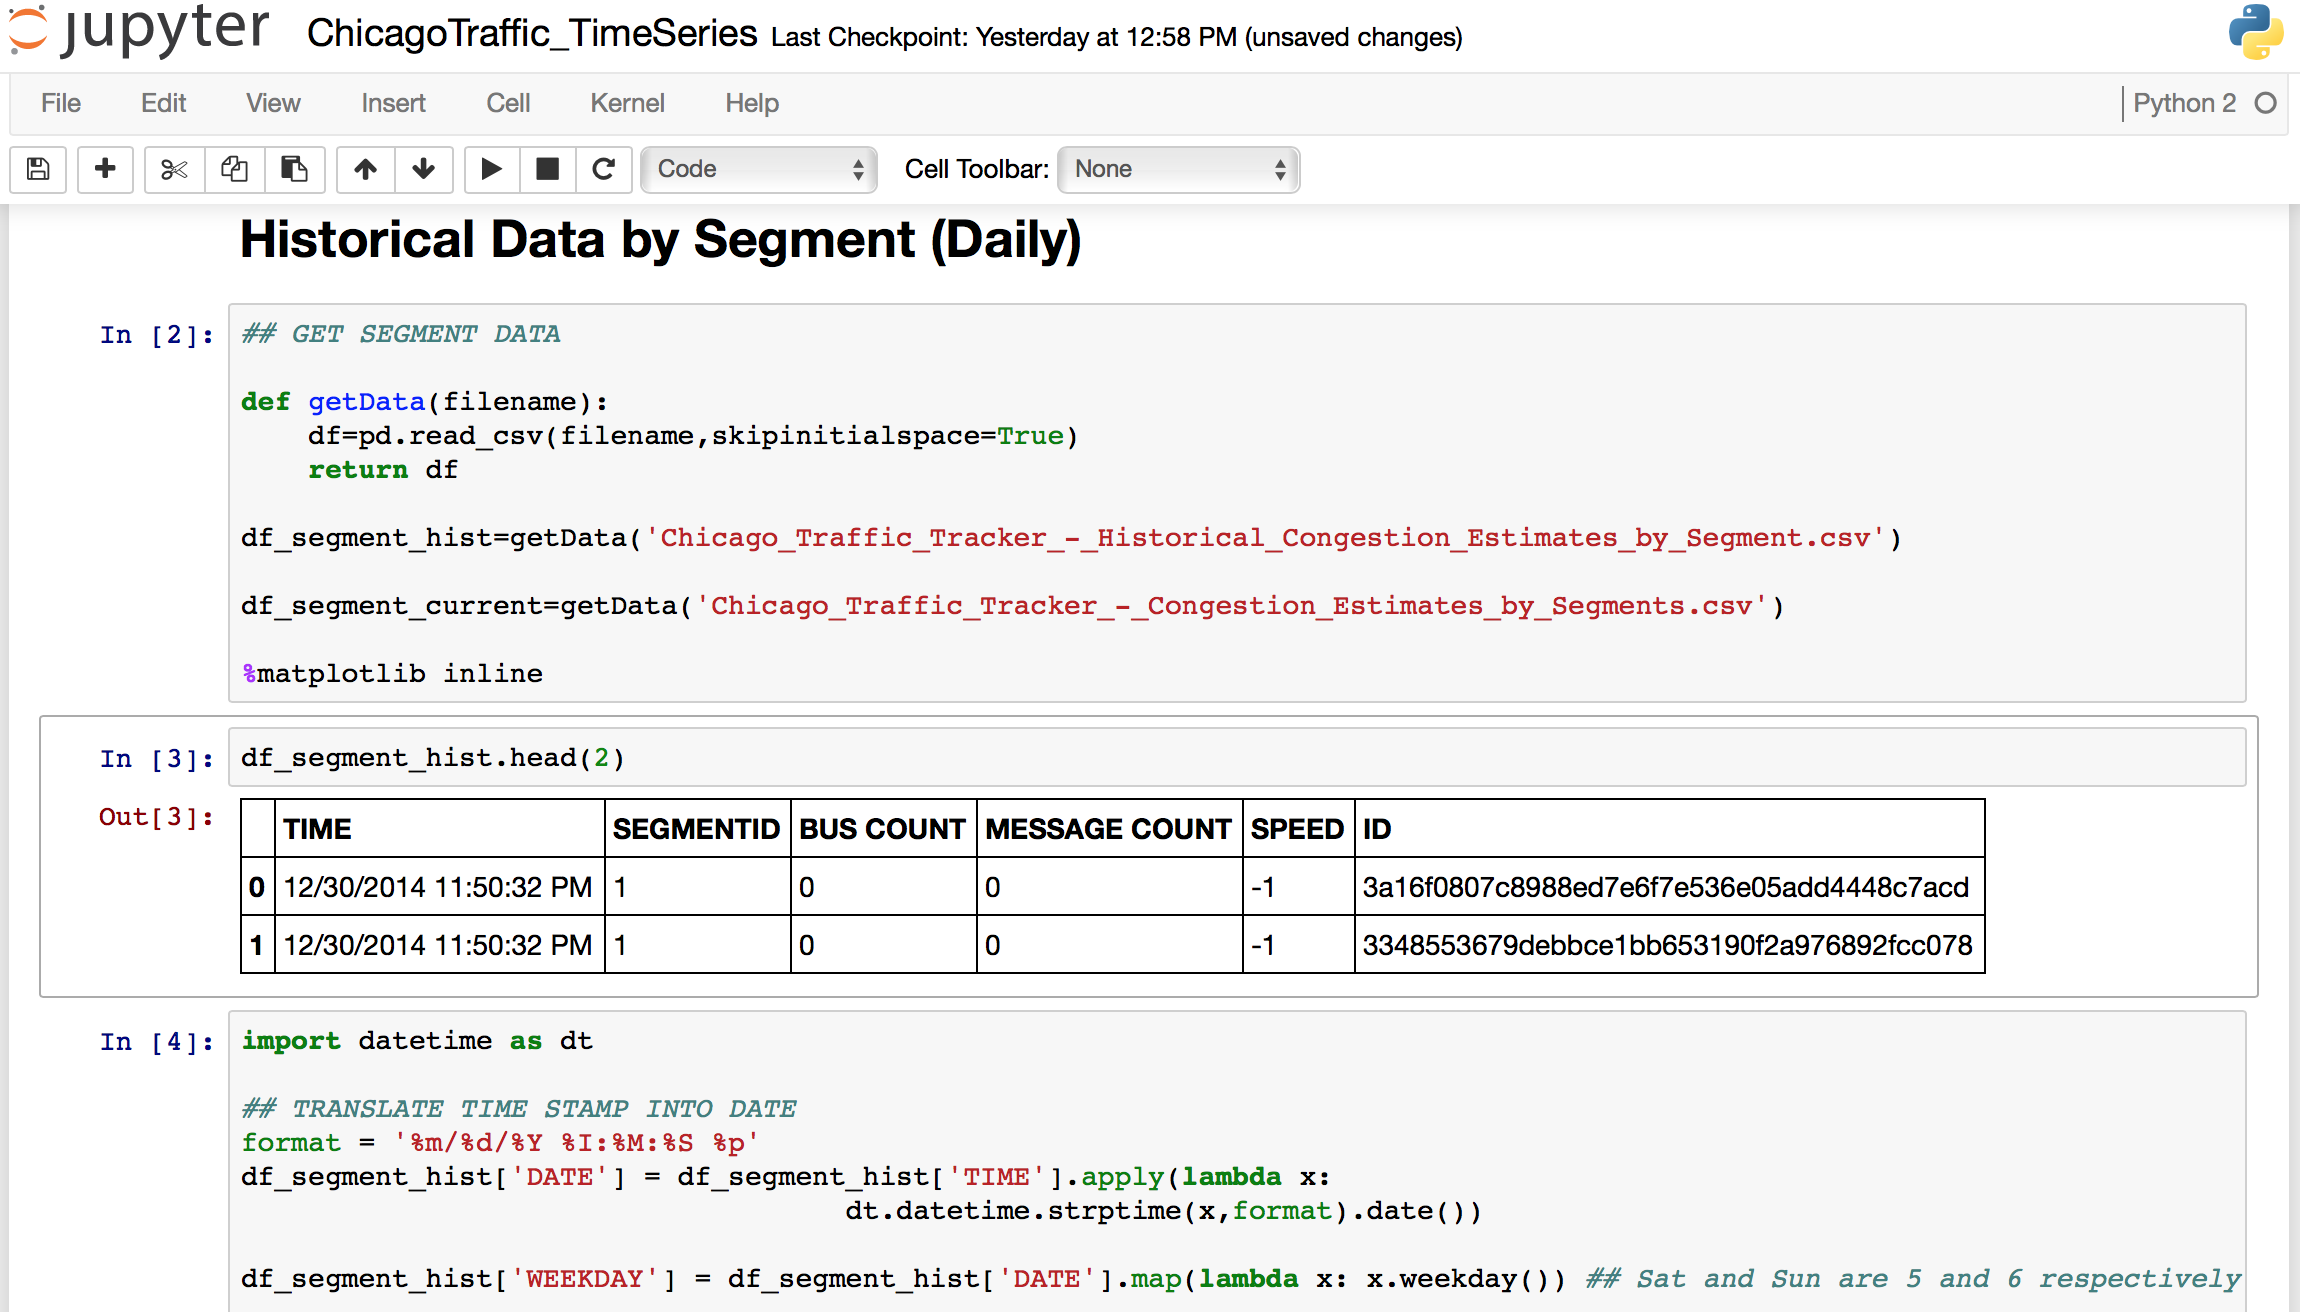 jupyter ChicagoTraffic_TimeSeries Last Checkpoint: Yesterday at 12:58 PM (unsaved changes)
File Edit View Insert Cell Kernel Help Python 2
Code Cell Toolbar: None
Historical Data by Segment (Daily)
In [2]: ## GET SEGMENT DATA
def getData(filename):
    df=pd.read_csv(filename,skipinitialspace=True)
    return df
df_segment_hist=getData('Chicago_Traffic_Tracker_-_Historical_Congestion_Estimates_by_Segment.csv')
df_segment_current=getData('Chicago_Traffic_Tracker_-_Congestion_Estimates_by_Segments.csv')
%matplotlib inline
In [3]: df_segment_hist.head(2)
Out[3]: TIME SEGMENTID BUS COUNT MESSAGE COUNT SPEED ID
0 12/30/2014 11:50:32 PM 1 0 0 -1 3a16f0807c8988ed7e6f7e536e05add4448c7acd
1 12/30/2014 11:50:32 PM 1 0 0 -1 3348553679debbce1bb653190f2a976892fcc078
In [4]: import datetime as dt
## TRANSLATE TIME STAMP INTO DATE
format = '%m/%d/%Y %I:%M:%S %p'
df_segment_hist['DATE'] = df_segment_hist['TIME'].apply(lambda x:
dt.datetime.strptime(x,format).date())
df_segment_hist['WEEKDAY'] = df_segment_hist['DATE'].map(lambda x: x.weekday()) ## Sat and Sun are 5 and 6 respectively